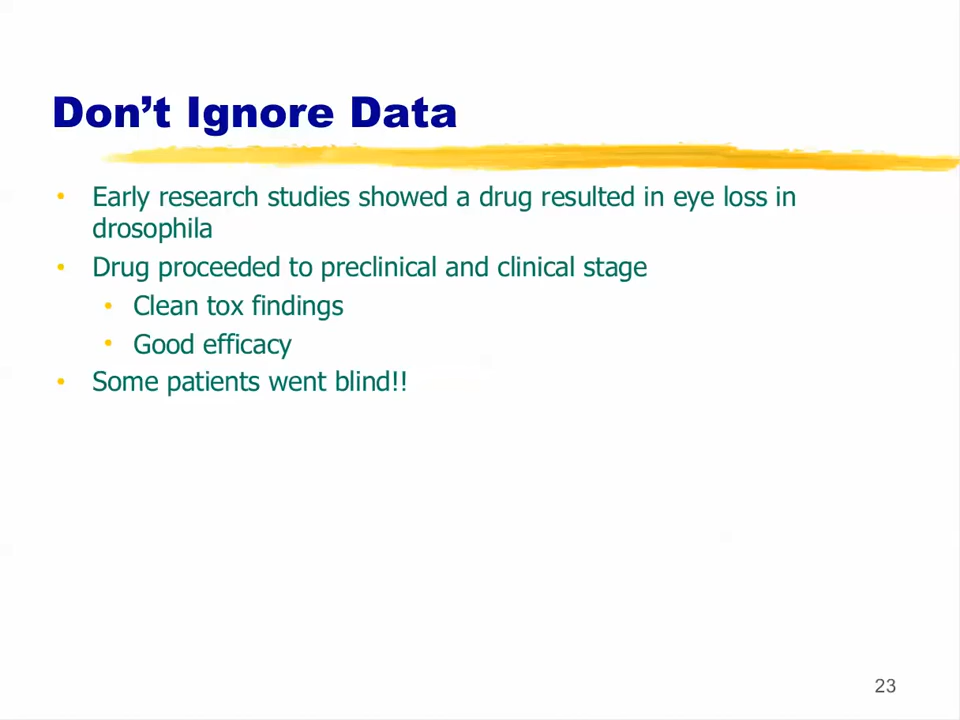 Don’t Ignore Data
• Early research studies showed a drug resulted in eye loss in
drosophila
• Drug proceeded to preclinical and clinical stage
• Clean tox findings
• Good efficacy
• Some patients went blind!!
23